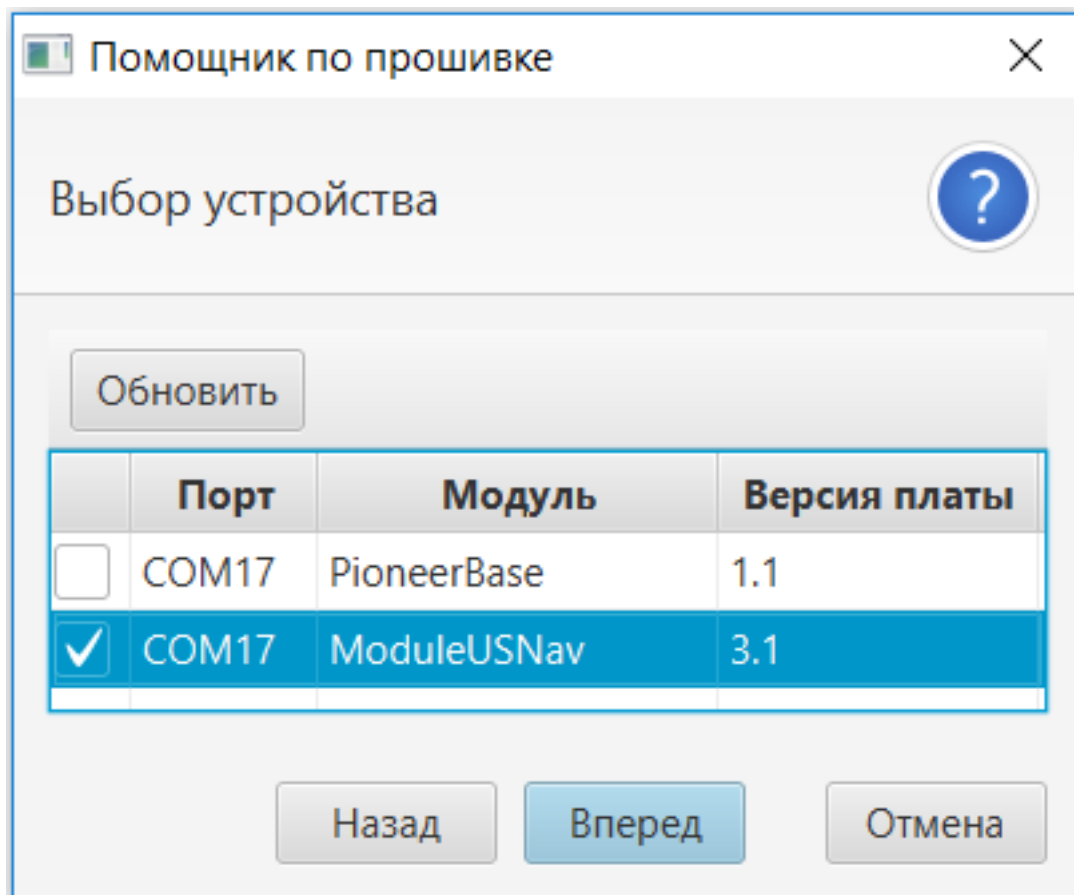 Помощник по прошивке
Выбор устройства
?
Обновить
Порт Модуль Версия платы
COM17 PioneerBase 1.1
COM17 ModuleUSNav 3.1
Назад Вперед Отмена